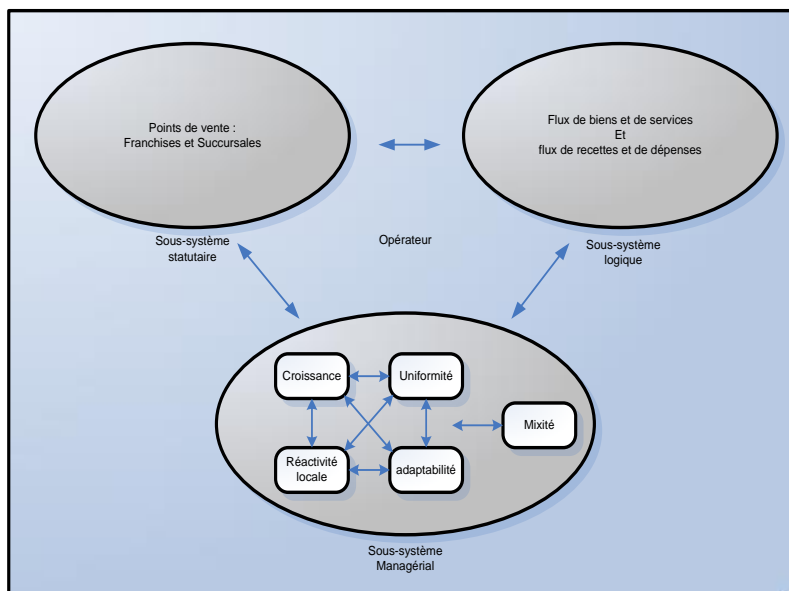 Points de vente :
Franchises et Succursales
Flux de biens et de services
Et
flux de recettes et de dépenses
Sous-système
statutaire
Opérateur
Sous-système
logique
Croissance
Uniformité
Mixité
Réactivité
locale
adaptabilité
Sous-système
Managérial